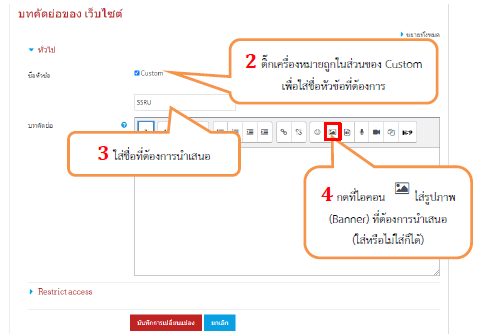 บทคัดย่อของ เว็บไซต์
ขยายทั้งหมด
ทั่วไป
ชื่อหัวข้อ
Custom
2 ติ๊กเครื่องหมายถูกในส่วนของ Custom
เพื่อใส่ชื่อหัวข้อที่ต้องการ
SSRU
บทคัดย่อ
3 ใส่ชื่อที่ต้องการนำเสนอ
4 กดที่ไอคอน ใส่รูปภาพ
(Banner) ที่ต้องการนำเสนอ
(ใส่หรือไม่ใส่ก็ได้)
Restrict access
บันทึกการเปลี่ยนแปลง
ยกเลิก